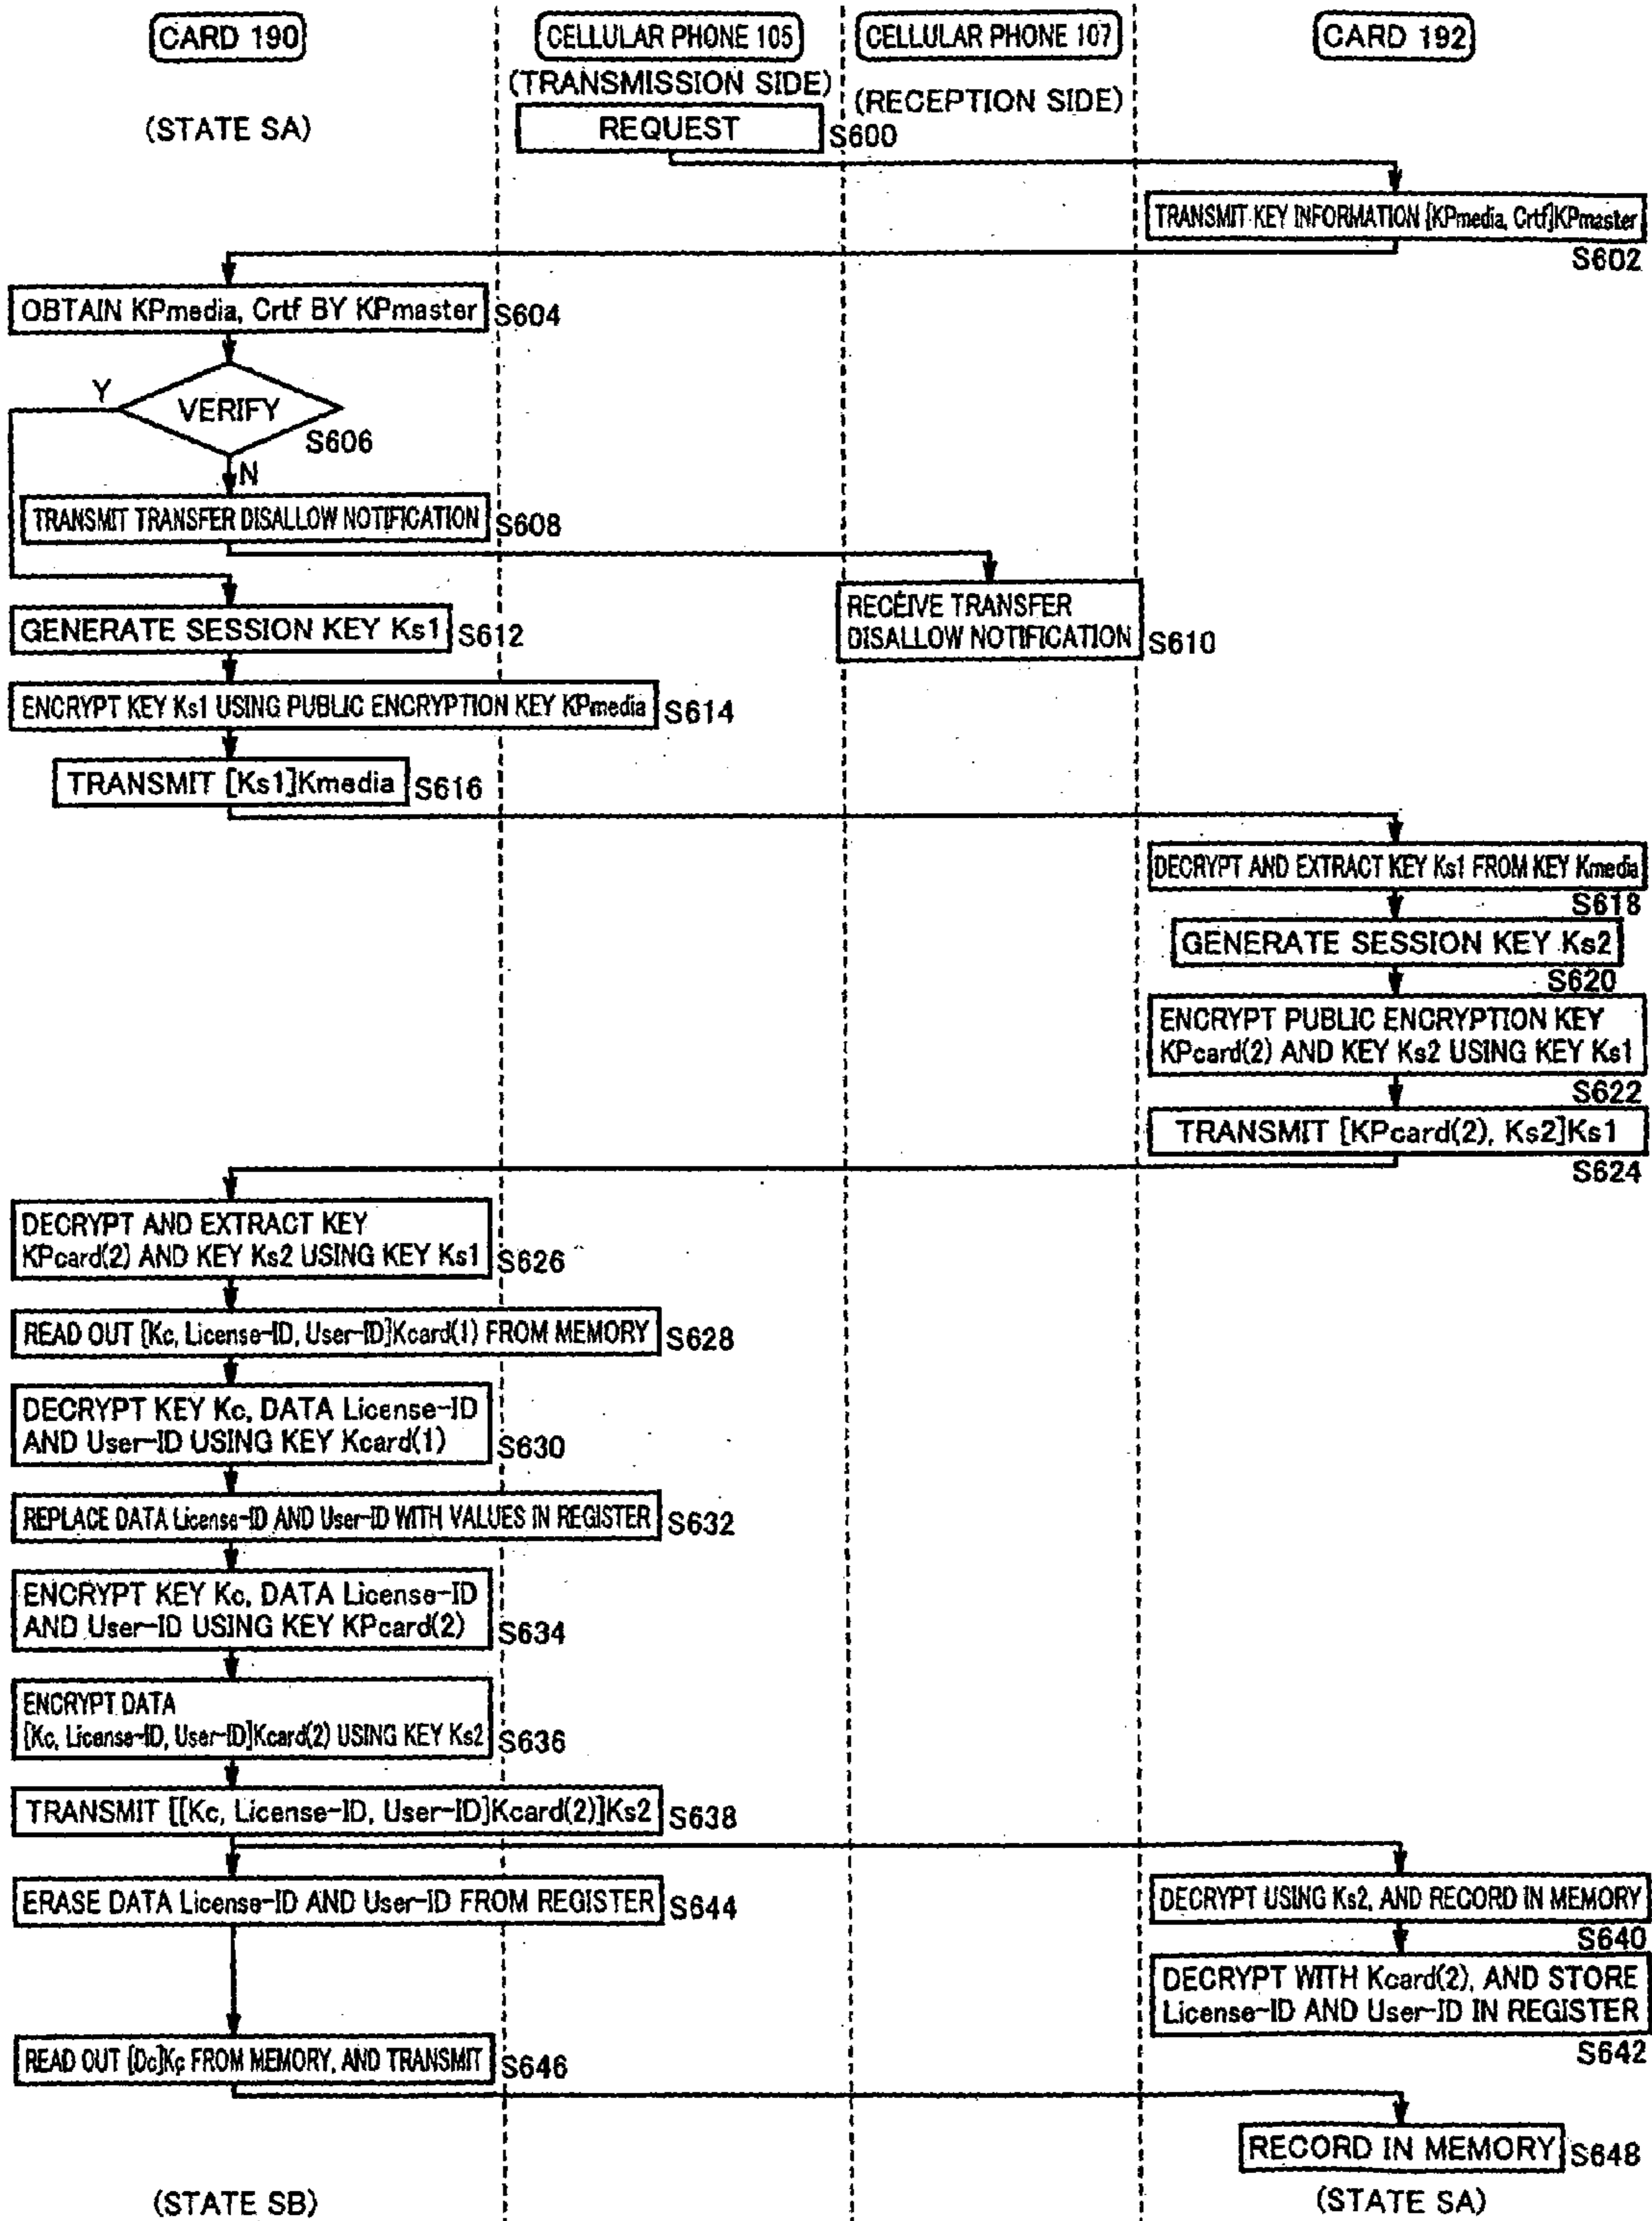 CARD 190
CELLULAR PHONE 105
CELLULAR PHONE 107
CARD 192
(TRANSMISSION SIDE)
(RECEPTION SIDE)
(STATE SA)
REQUEST
S600
TRANSMIT KEY INFORMATION [KPmedia, Crtf]KPmaster
S602
OBTAIN KPmedia, Crtf BY KPmaster
S604
Y
VERIFY
S606
N
TRANSMIT TRANSFER DISALLOW NOTIFICATION
S608
RECEIVE TRANSFER
DISALLOW NOTIFICATION
S610
GENERATE SESSION KEY Ks1
S612
ENCRYPT KEY Ks1 USING PUBLIC ENCRYPTION KEY KPmedia
S614
TRANSMIT [Ks1]Kmedia
S616
DECRYPT AND EXTRACT KEY Ks1 FROM KEY Kmedia
S618
GENERATE SESSION KEY Ks2
S620
ENCRYPT PUBLIC ENCRYPTION KEY
KPcard(2) AND KEY Ks2 USING KEY Ks1
S622
TRANSMIT [KPcard(2), Ks2]Ks1
S624
DECRYPT AND EXTRACT KEY
KPcard(2) AND KEY Ks2 USING KEY Ks1
S626
READ OUT [Kc, License-ID, User-ID]Kcard(1) FROM MEMORY
S628
DECRYPT KEY Kc, DATA License-ID
AND User-ID USING KEY Kcard(1)
S630
REPLACE DATA License-ID AND User-ID WITH VALUES IN REGISTER
S632
ENCRYPT KEY Kc, DATA License-ID
AND User-ID USING KEY KPcard(2)
S634
ENCRYPT DATA
[Kc, License-ID, User-ID]Kcard(2) USING KEY Ks2
S636
TRANSMIT [[Kc, License-ID, User-ID]Kcard(2)]Ks2
S638
ERASE DATA License-ID AND User-ID FROM REGISTER
S644
DECRYPT USING Ks2, AND RECORD IN MEMORY
S640
DECRYPT WITH Kcard(2), AND STORE
License-ID AND User-ID IN REGISTER
S642
READ OUT [Dc]Kc FROM MEMORY, AND TRANSMIT
S646
RECORD IN MEMORY
S648
(STATE SB)
(STATE SA)